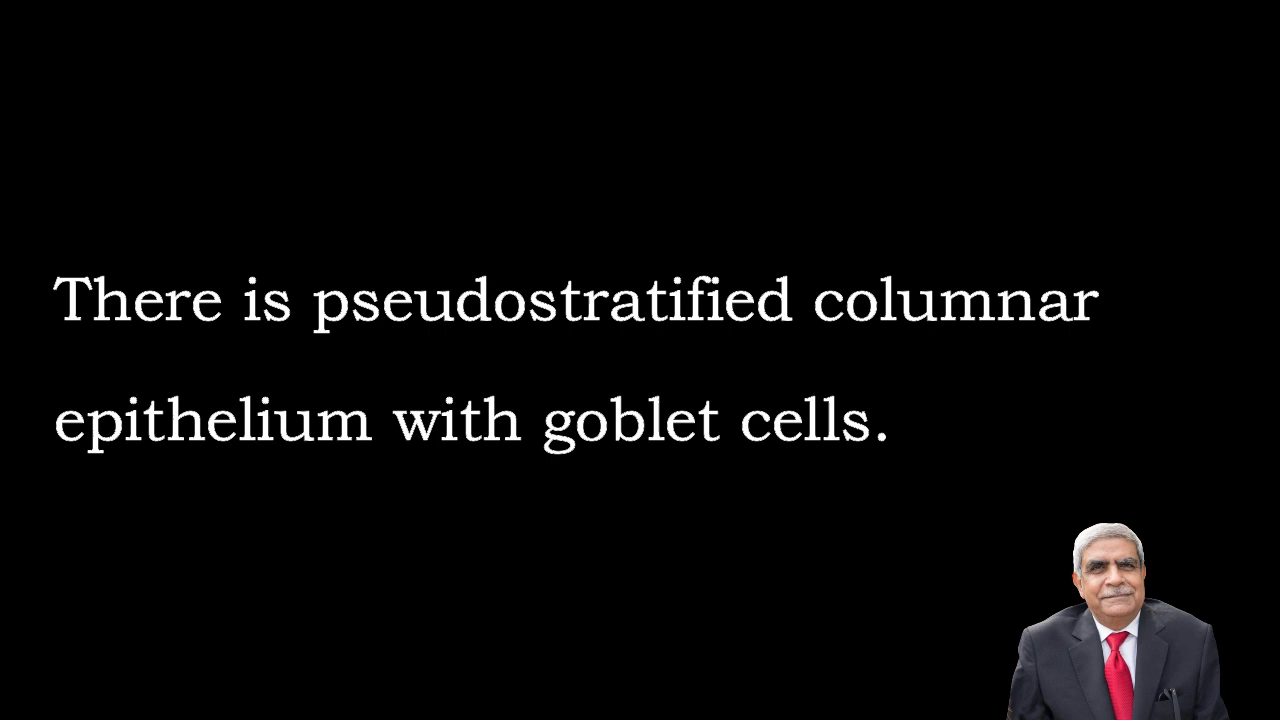 There is pseudostratified columnar
epithelium with goblet cells.